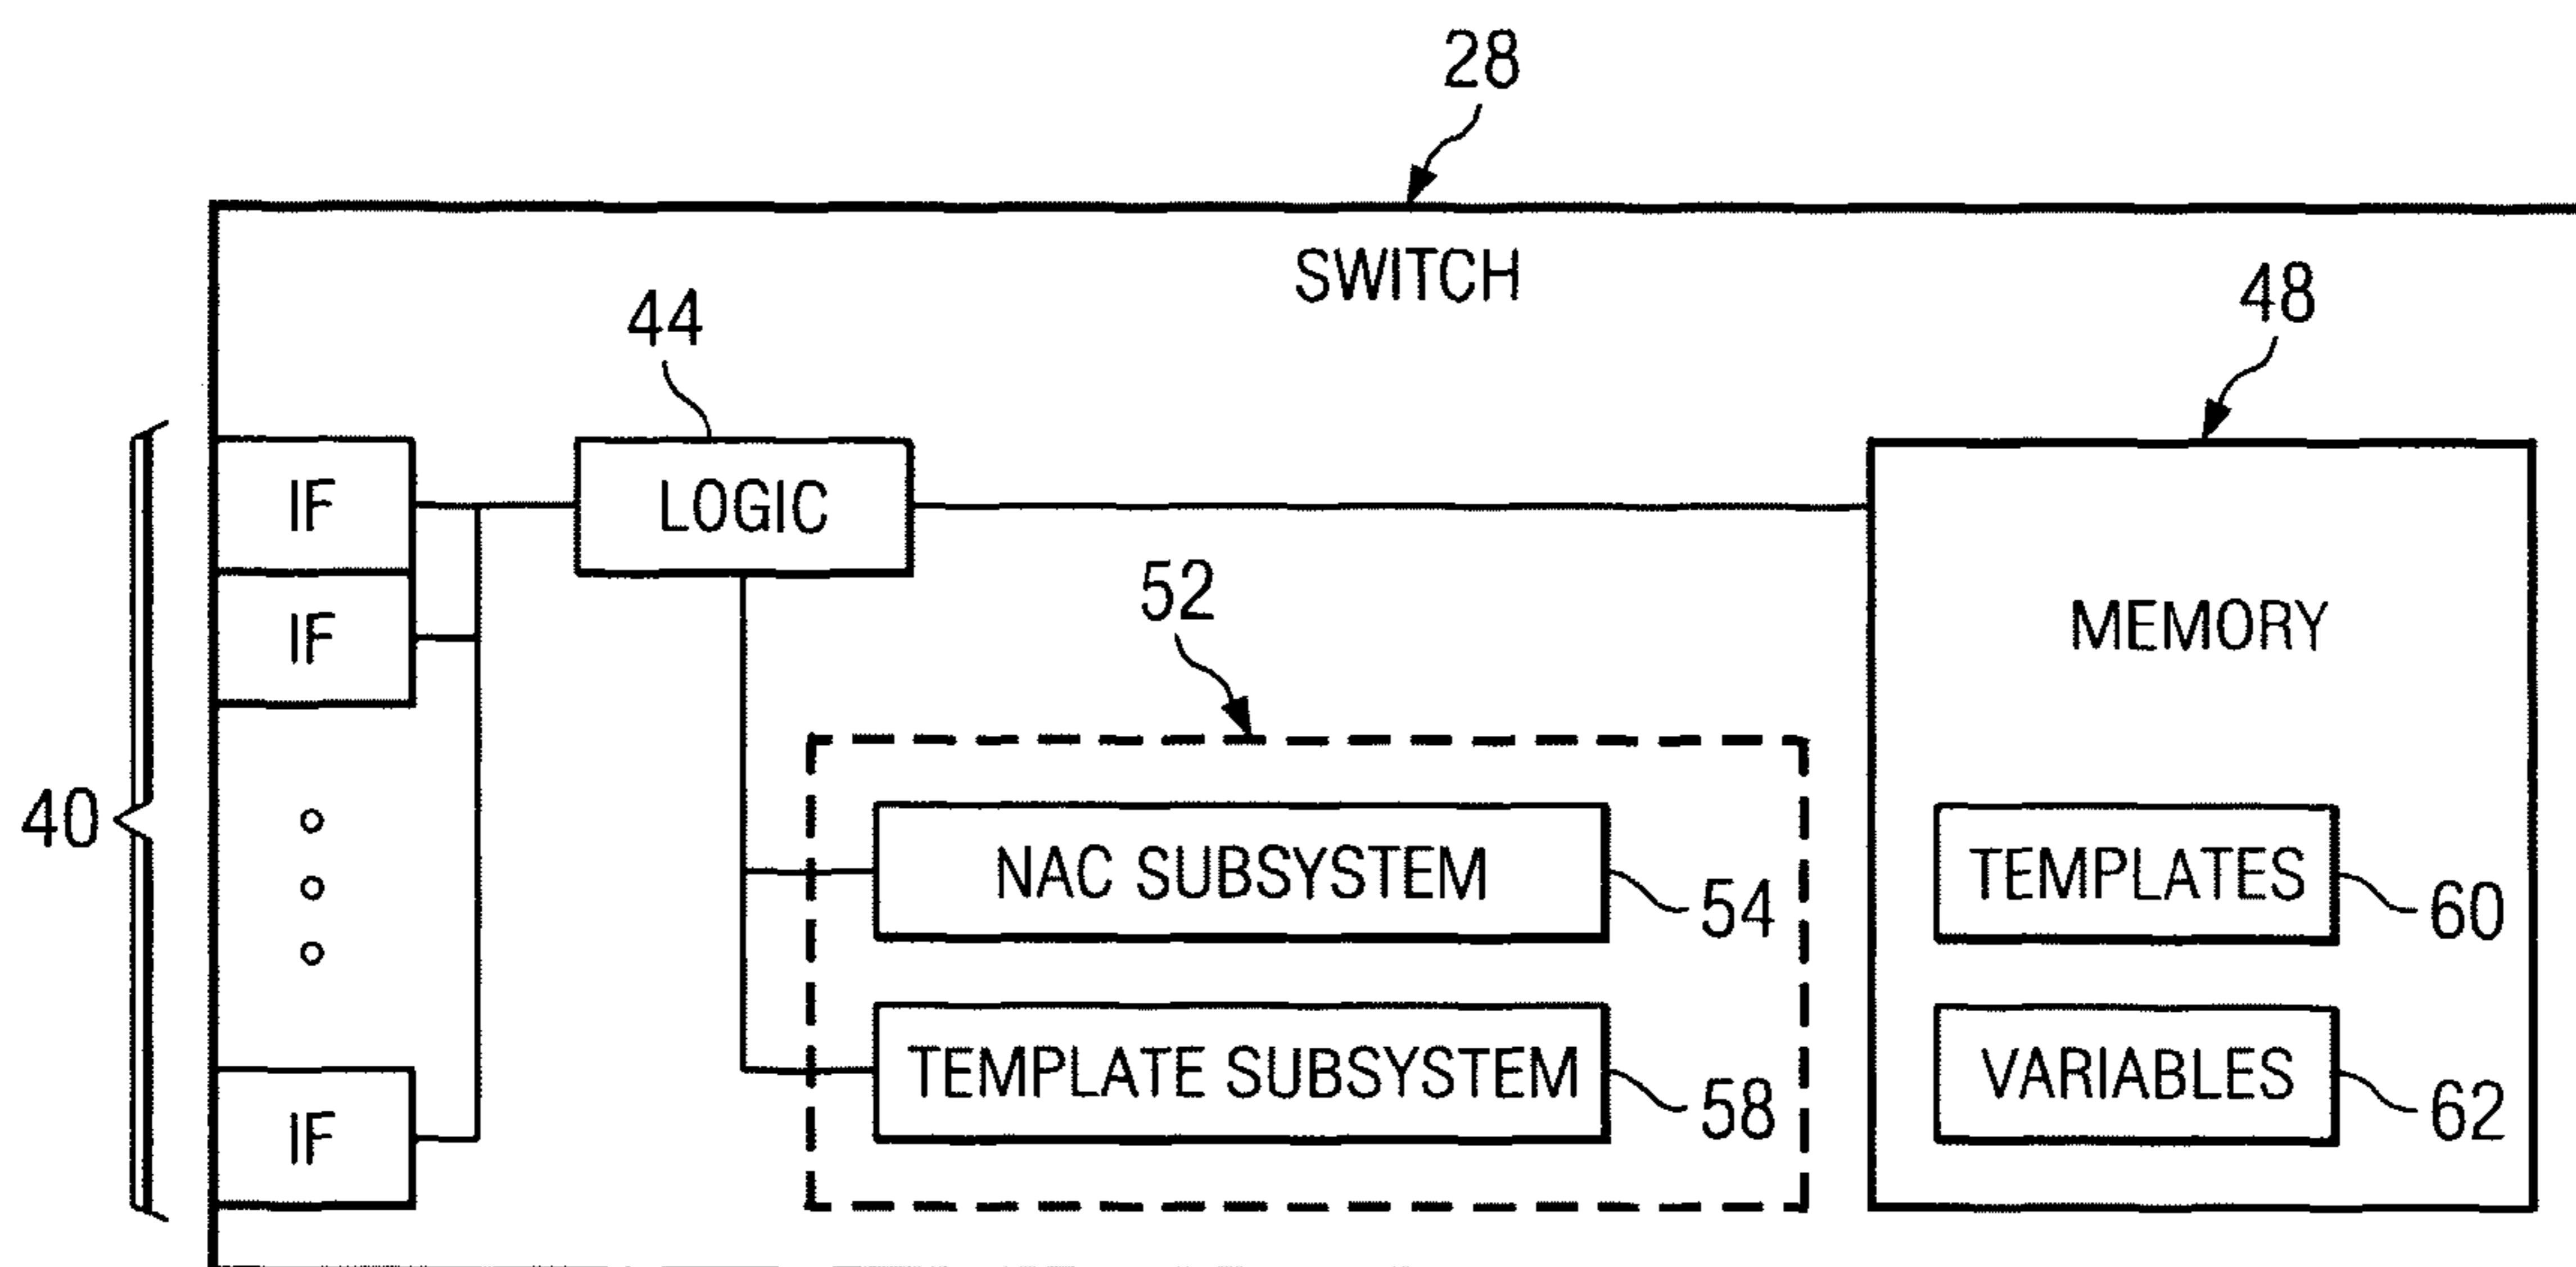 28
SWITCH
48
44
IF
LOGIC
52
IF
MEMORY
40
NAC SUBSYSTEM
54
TEMPLATES
60
TEMPLATE SUBSYSTEM
58
VARIABLES
62
IF